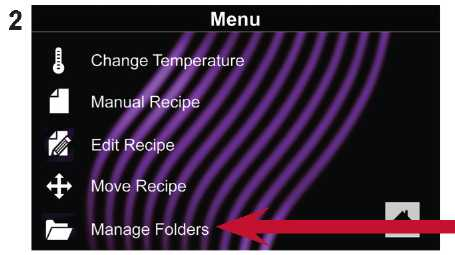 2
Menu
Change Temperature
Manual Recipe
Edit Recipe
Move Recipe
Manage Folders